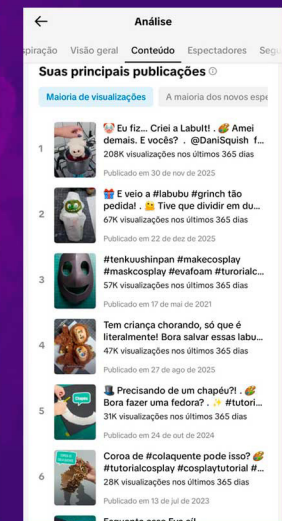 Análise
spiração Visão geral Conteúdo Espectadores Segu
Suas principais publicações
Maioria de visualizações A maioria dos novos espe
1
🤡 Eu fiz... Criei a Labult! . 🎨 Amei
demais. E vocês? . @DaniSquish f...
208K visualizações nos últimos 365 dias
Publicado em 30 de nov de 2025
2
🎁 E veio a #labubu #grinch tão
pedida! . Tive que dividir em du...
67K visualizações nos últimos 365 dias
Publicado em 22 de dez de 2025
3
#tenkuushinpan #makecosplay
#maskcosplay #evafoam #turorialc...
57K visualizações nos últimos 365 dias
Publicado em 17 de mai de 2021
4
Tem criança chorando, só que é
literalmente! Bora salvar essas labu...
47K visualizações nos últimos 365 dias
Publicado em 27 de ago de 2025
5
Chapéu
🎩 Precisando de um chapéu?! . 🎨
Bora fazer uma fedora? . ✨ #tutori...
31K visualizações nos últimos 365 dias
Publicado em 24 de out de 2024
6
Coroa de #colaquente pode isso? 🎨
#tutorialcosplay #cosplaytutorial #...
28K visualizações nos últimos 365 dias
Publicado em 13 de jul de 2023